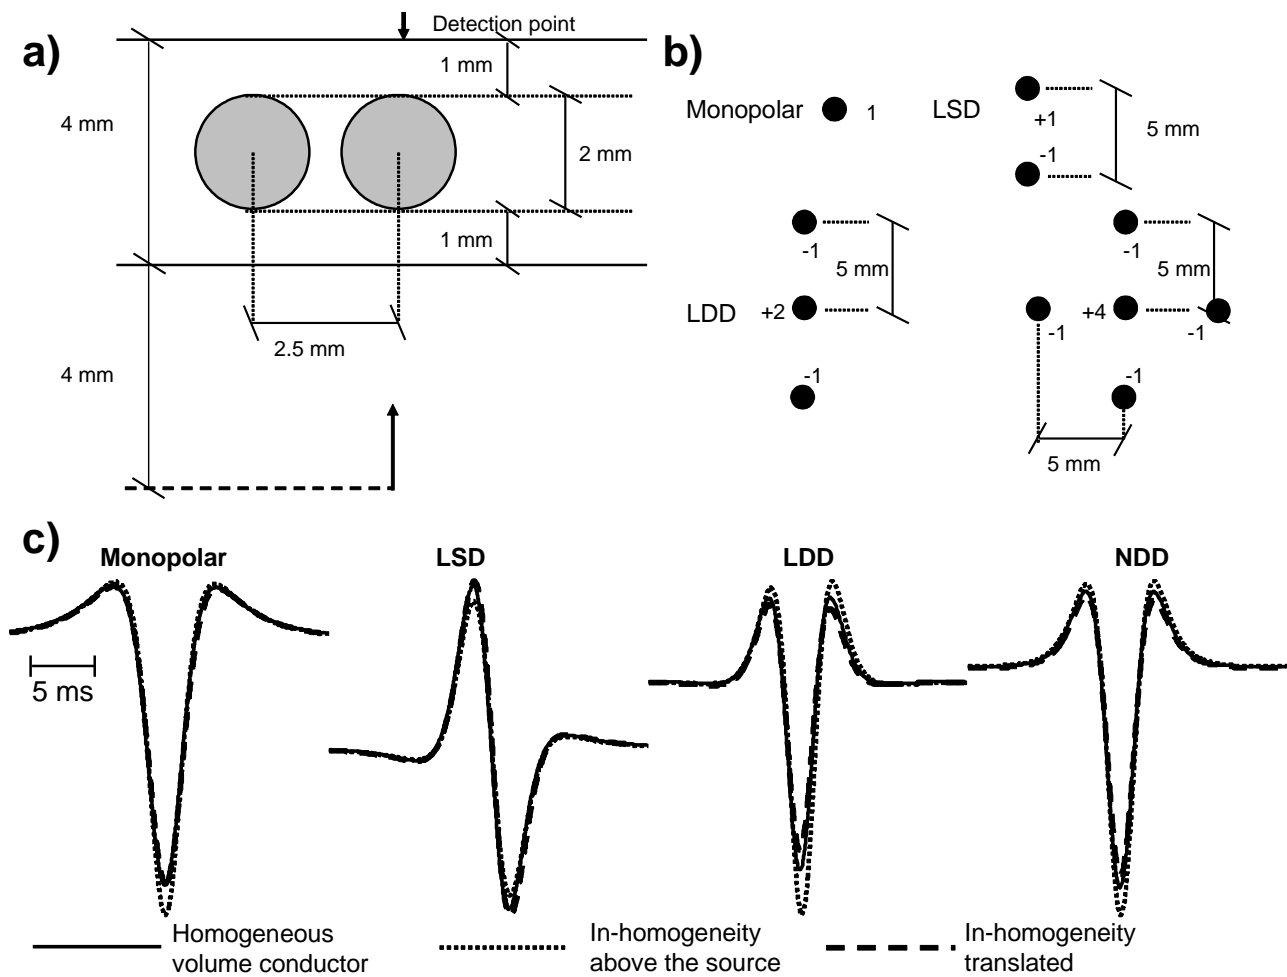 a)
Detection point
1 mm
4 mm
2 mm
1 mm
2.5 mm
4 mm
b)
Monopolar 1
LSD
+1
-1
5 mm
-1
5 mm
LDD +2
-1
-1
5 mm
-1 +4 -1
-1
5 mm
c)
Monopolar
LSD
LDD
NDD
5 ms
Homogeneous
volume conductor
In-homogeneity
above the source
In-homogeneity
translated